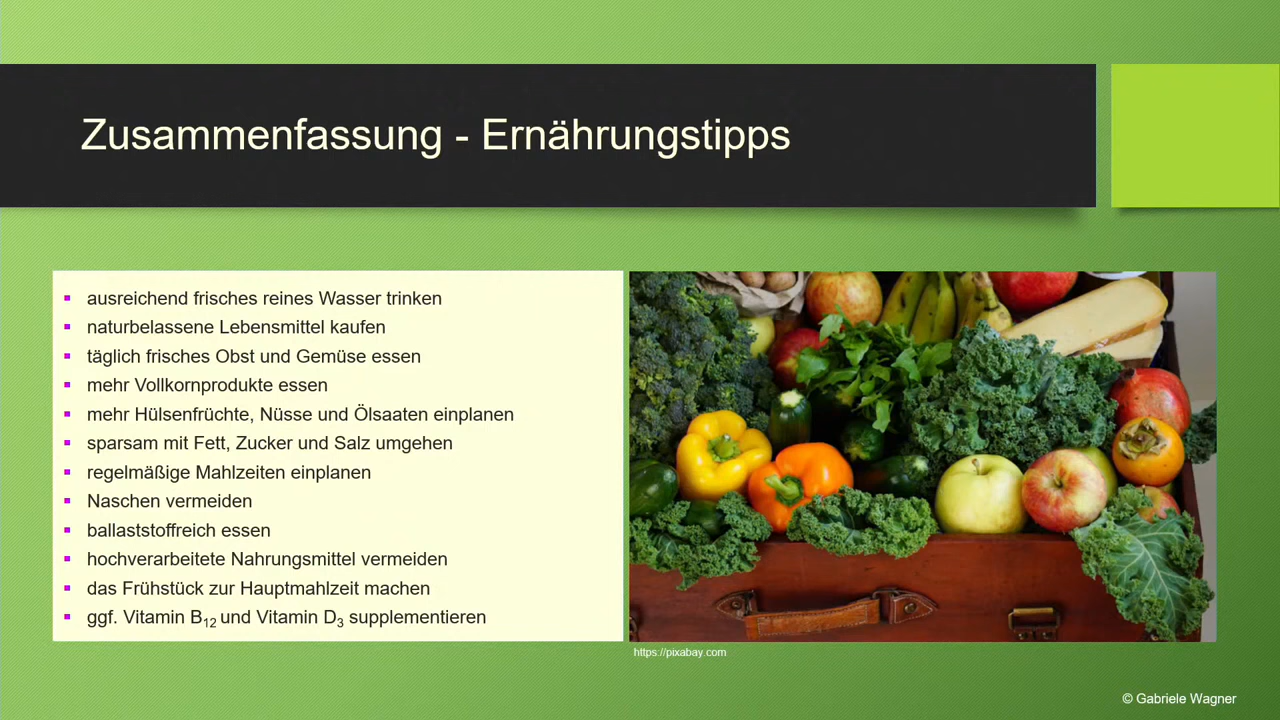 Zusammenfassung - Ernährungstipps
▪ ausreichend frisches reines Wasser trinken
▪ naturbelassene Lebensmittel kaufen
▪ täglich frisches Obst und Gemüse essen
▪ mehr Vollkornprodukte essen
▪ mehr Hülsenfrüchte, Nüsse und Ölsaaten einplanen
▪ sparsam mit Fett, Zucker und Salz umgehen
▪ regelmäßige Mahlzeiten einplanen
▪ Naschen vermeiden
▪ ballaststoffreich essen
▪ hochverarbeitete Nahrungsmittel vermeiden
▪ das Frühstück zur Hauptmahlzeit machen
▪ ggf. Vitamin B₁₂ und Vitamin D₃ supplementieren
https://pixabay.com
© Gabriele Wagner